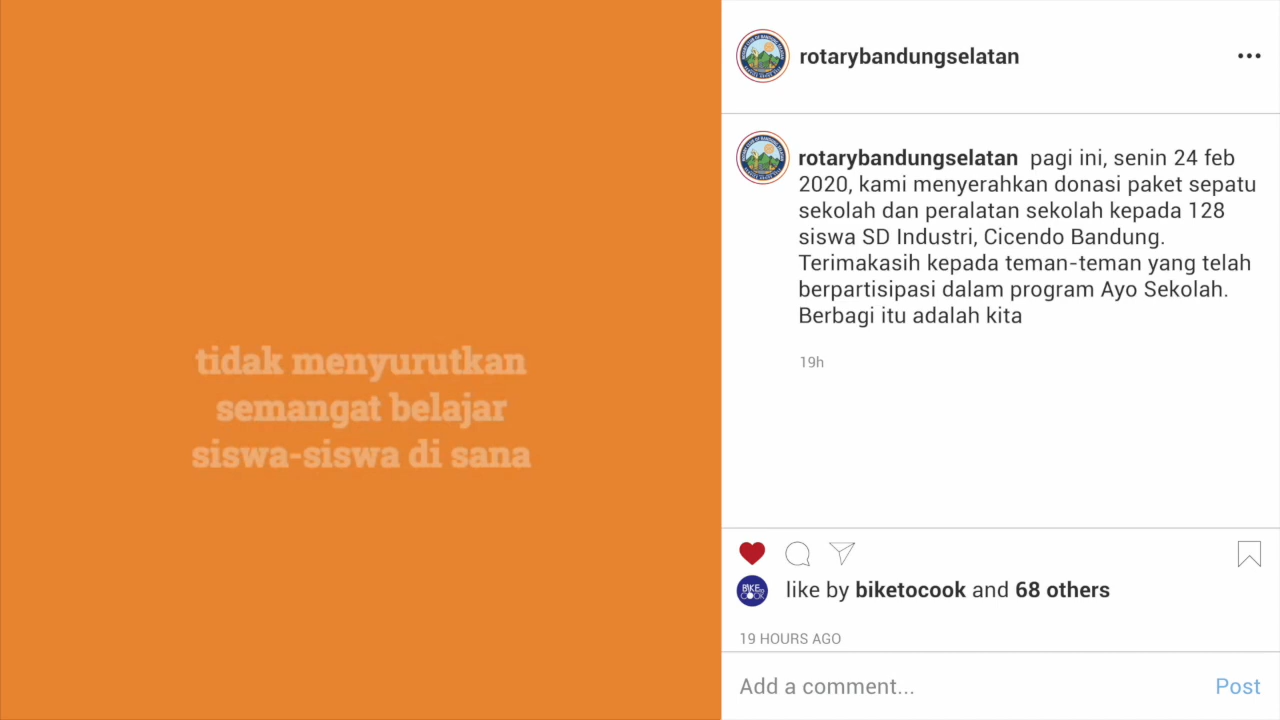 tidak menyurutkan
semangat belajar
siswa-siswa di sana
rotarybandungselatan
rotarybandungselatan pagi ini, senin 24 feb
2020, kami menyerahkan donasi paket sepatu
sekolah dan peralatan sekolah kepada 128
siswa SD Industri, Cicendo Bandung.
Terimakasih kepada teman-teman yang telah
berpartisipasi dalam program Ayo Sekolah.
Berbagi itu adalah kita
19h
BIKE
COOK
like by biketocook and 68 others
19 HOURS AGO
Add a comment...
Post